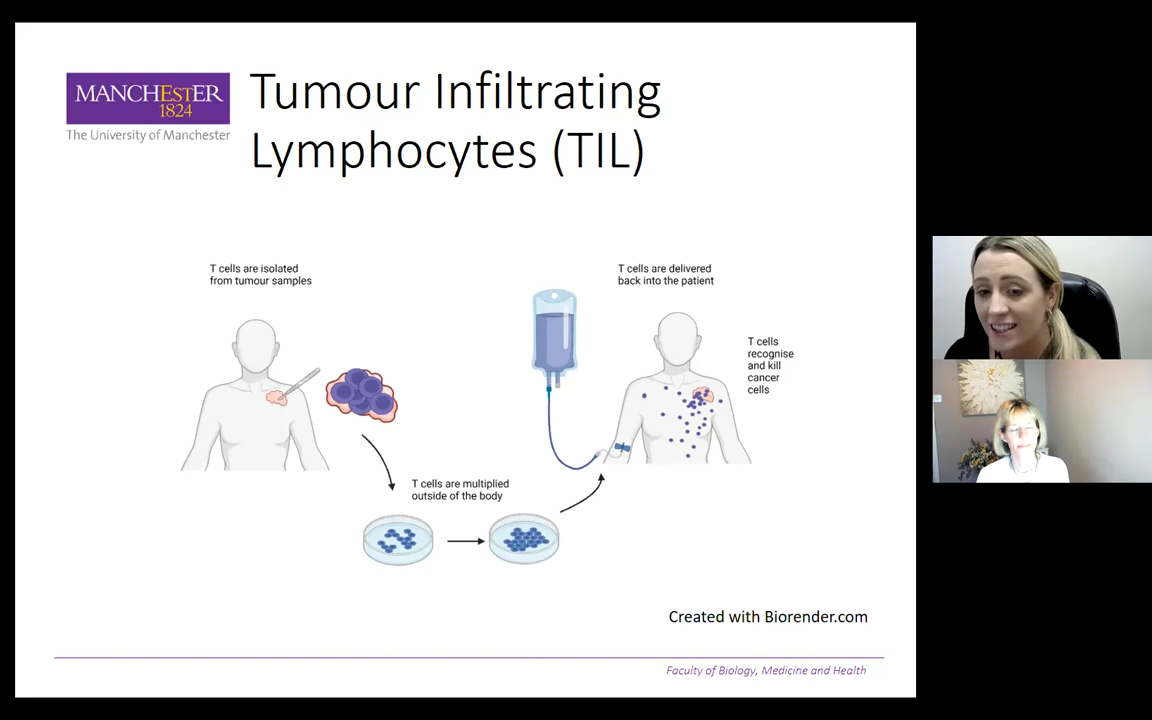 MANCHESTER
1824
The University of Manchester
Tumour Infiltrating
Lymphocytes (TIL)
T cells are isolated
from tumour samples
T cells are delivered
back into the patient
T cells
recognise
and kill
cancer
cells
T cells are multiplied
outside of the body
Created with Biorender.com
Faculty of Biology, Medicine and Health